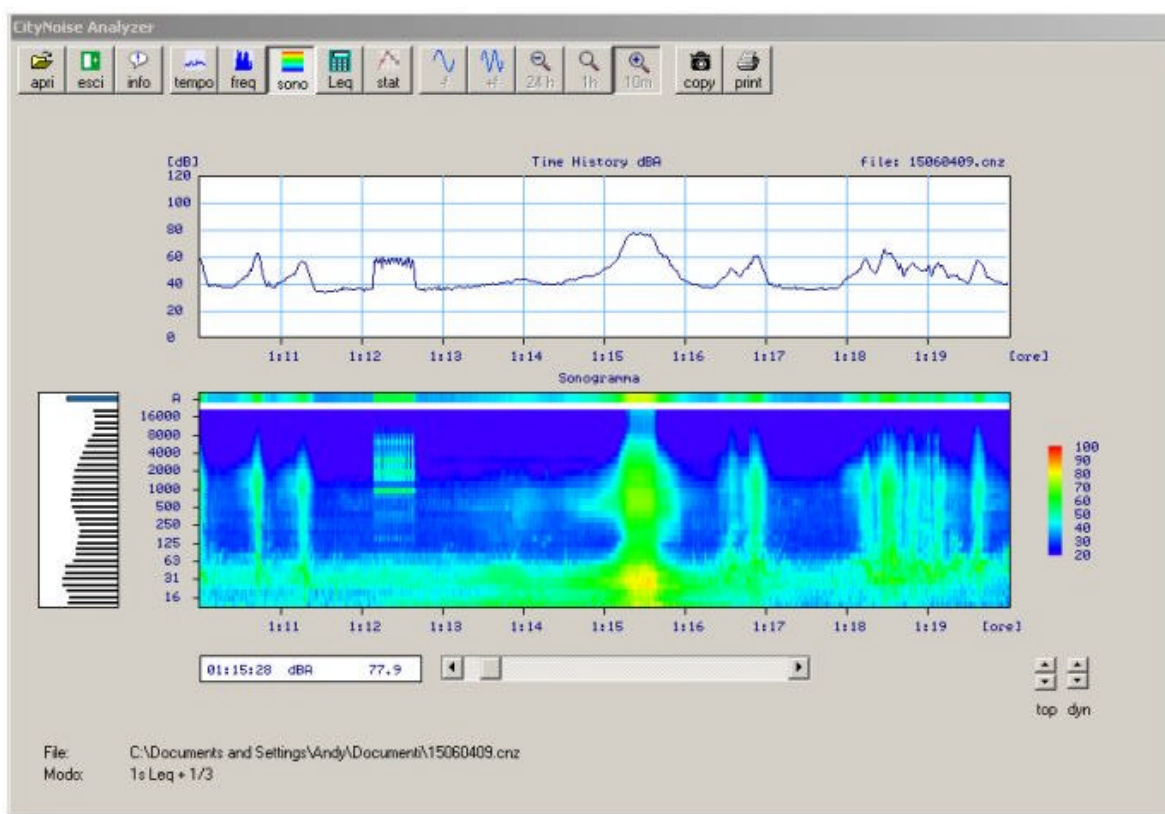 CityNoise Analyzer
apri esci info tempo freq sono Leq stat -f +f 24 h 1h 10m copy print
[dB] Time History dBA file: 15060409.cnz
120
100
80
60
40
20
0
1:11 1:12 1:13 1:14 1:15 1:16 1:17 1:18 1:19 [ore]
Sonogramma
A
16000
8000
4000
2000
1000
500
250
125
63
31
16
100
90
80
70
60
50
40
30
20
1:11 1:12 1:13 1:14 1:15 1:16 1:17 1:18 1:19 [ore]
01:15:28 dBA 77.9
top dyn
File: C:\Documents and Settings\Andy\Documenti\15060409.cnz
Modo: 1s Leq + 1/3